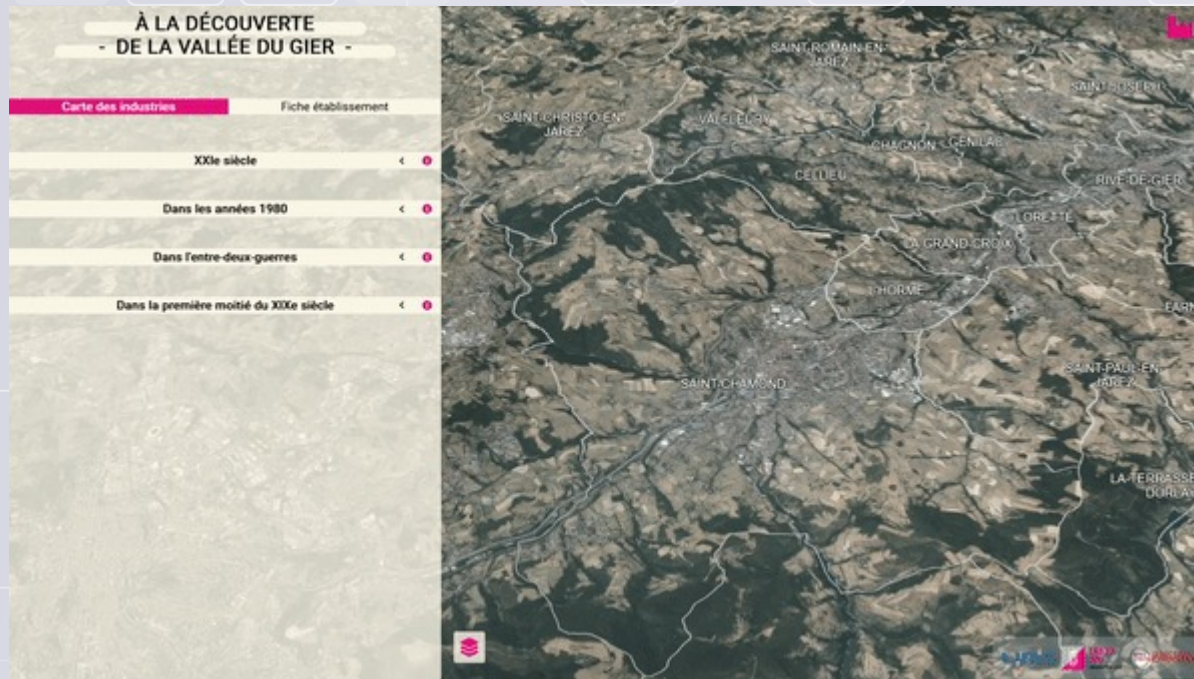 À LA DÉCOUVERTE
- DE LA VALLÉE DU GIER -
Carte des industries
Fiche établissement
XXIe siècle
Dans les années 1980
Dans l'entre-deux-guerres
Dans la première moitié du XIXe siècle
SAINT-ROMAIN-EN-
JAREZ
SAINT-JOSEPH
SAINT-CHRISTO-EN-
JAREZ
VALFLEURY
CHAGNON
GENILAC
CELLIEU
RIVE-DE-GIER
LORETTE
LA GRAND-CROIX
L'HORME
FARN
SAINT-CHAMOND
SAINT-PAUL-EN-
JAREZ
LA-TERRASSE
DORLAY